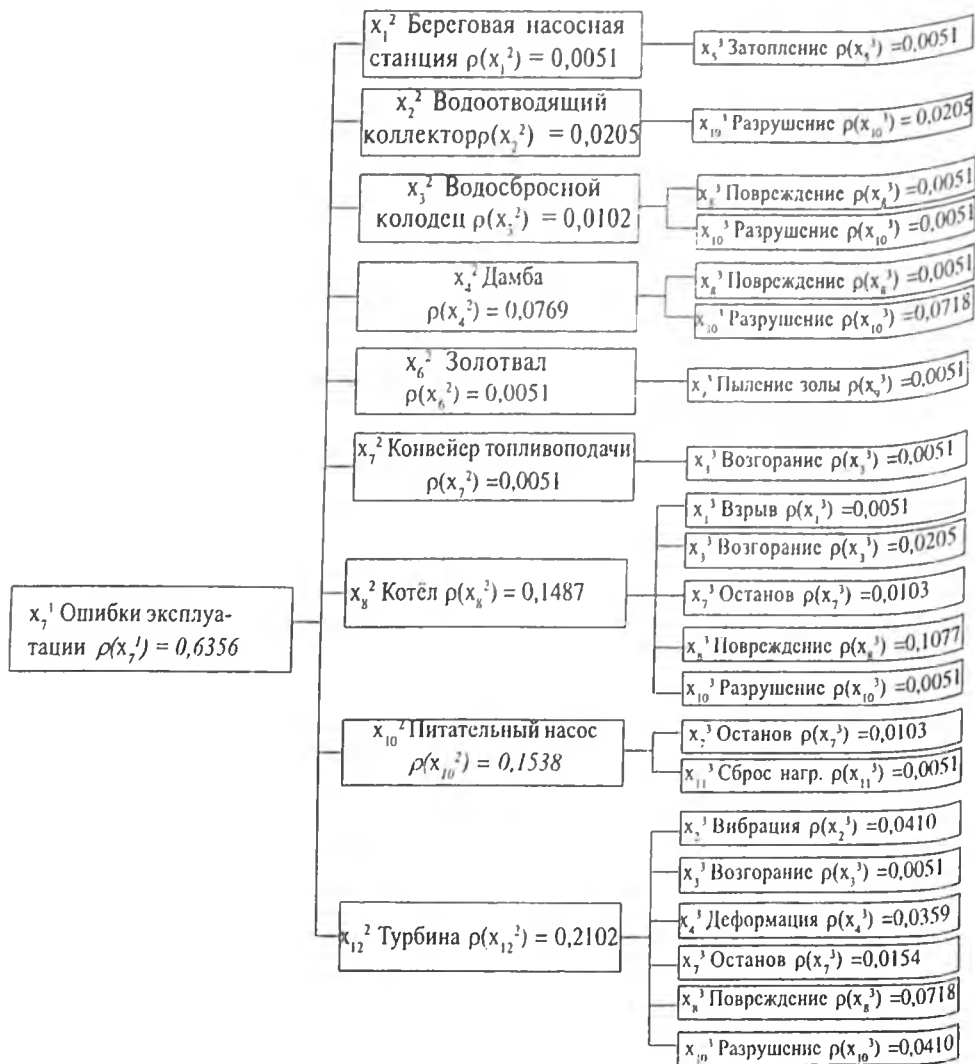 x₁² Береговая насосная
станция ρ(x₁²) = 0,0051
x₅³ Затопление ρ(x₅³) =0,0051
x₂² Водоотводящий
коллекторρ(x₂²) = 0,0205
x₁₀³ Разрушение ρ(x₁₀³) = 0,0205
x₃² Водосбросной
колодец ρ(x₃²) = 0,0102
x₈³ Повреждение ρ(x₈³) =0,0051
x₁₀³ Разрушение ρ(x₁₀³) =0,0051
x₄² Дамба
ρ(x₄²) = 0,0769
x₈³ Повреждение ρ(x₈³) =0,0051
x₁₀³ Разрушение ρ(x₁₀³) =0,0718
x₆² Золотвал
ρ(x₆²) = 0,0051
x₉³ Пыление золы ρ(x₉³) =0,0051
x₇² Конвейер топливоподачи
ρ(x₇²) =0,0051
x₃³ Возгорание ρ(x₃³) =0,0051
x₇¹ Ошибки эксплуа-
тации ρ(x₇¹) = 0,6356
x₈² Котёл ρ(x₈²) = 0,1487
x₁³ Взрыв ρ(x₁³) =0,0051
x₃³ Возгорание ρ(x₃³) =0,0205
x₇³ Останов ρ(x₇³) =0,0103
x₈³ Повреждение ρ(x₈³) =0,1077
x₁₀³ Разрушение ρ(x₁₀³) =0,0051
x₁₀² Питательный насос
ρ(x₁₀²) = 0,1538
x₇³ Останов ρ(x₇³) =0,0103
x₁₁³ Сброс нагр. ρ(x₁₁³) =0,0051
x₁₂² Турбина ρ(x₁₂²) = 0,2102
x₂³ Вибрация ρ(x₂³) =0,0410
x₃³ Возгорание ρ(x₃³) =0,0051
x₄³ Деформация ρ(x₄³) =0,0359
x₇³ Останов ρ(x₇³) =0,0154
x₈³ Повреждение ρ(x₈³) =0,0718
x₁₀³ Разрушение ρ(x₁₀³) =0,0410